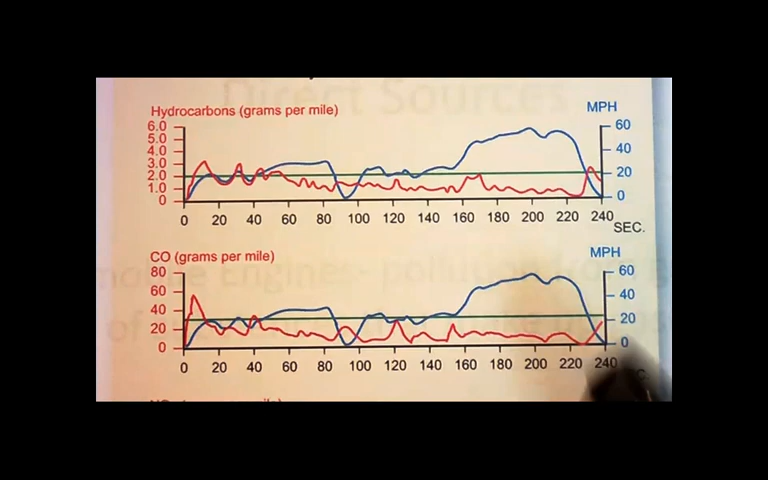 Direct Sources
Hydrocarbons (grams per mile)
MPH
6.0
5.0
4.0
3.0
2.0
1.0
0
60
40
20
0
0 20 40 60 80 100 120 140 160 180 200 220 240
SEC.
CO (grams per mile)
MPH
80
60
40
20
0
60
40
20
0
0 20 40 60 80 100 120 140 160 180 200 220 240